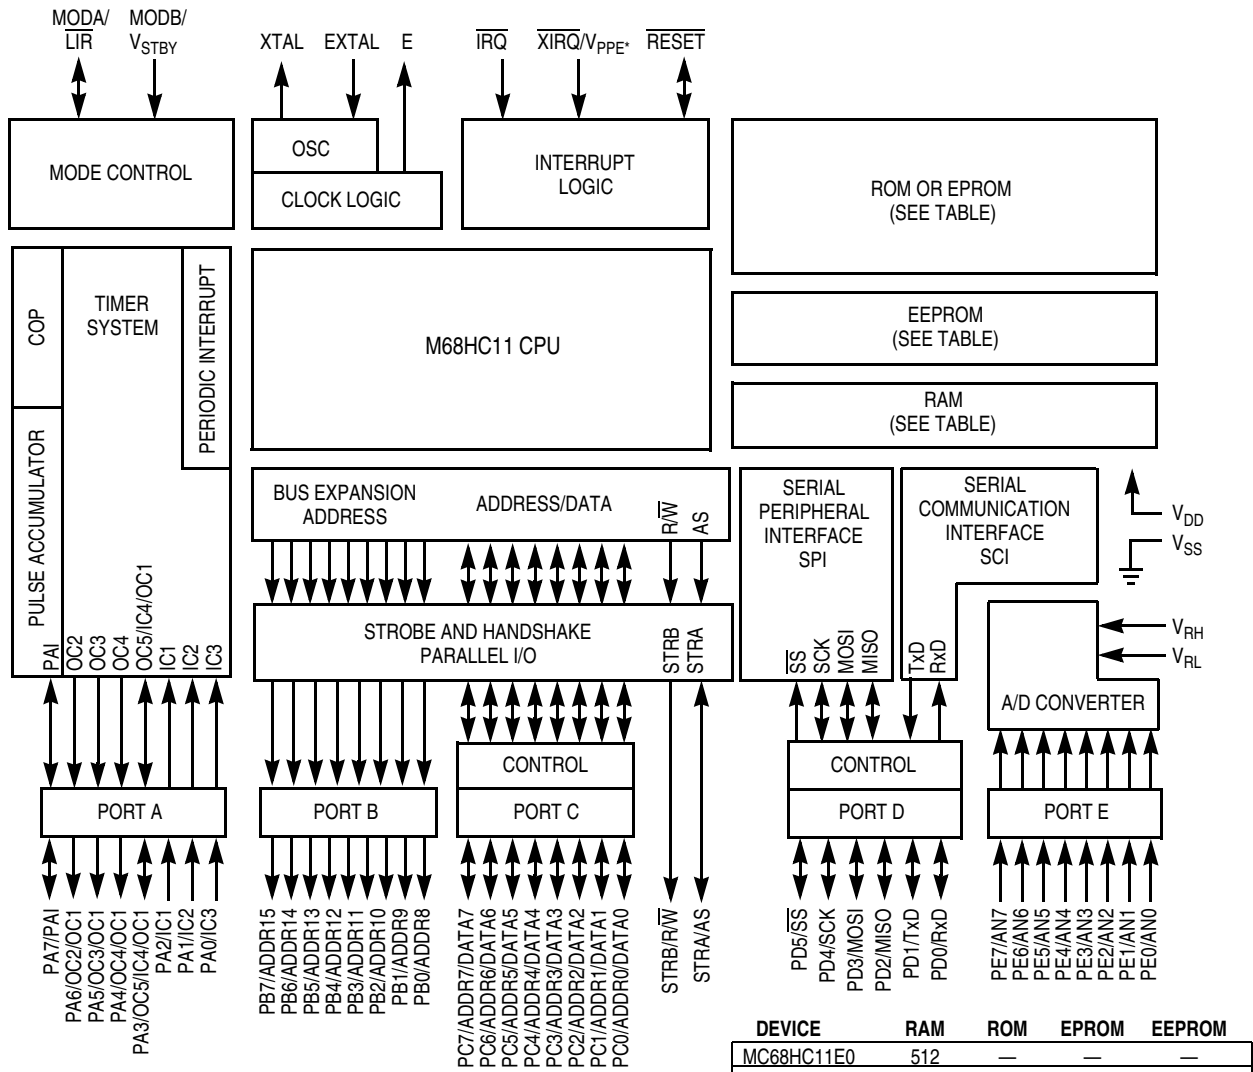 MODA/ MODB/
LIR VSTBY XTAL EXTAL E IRQ XIRQ/VPPE* RESET
MODE CONTROL
OSC
CLOCK LOGIC
INTERRUPT
LOGIC
ROM OR EPROM
(SEE TABLE)
COP
TIMER
SYSTEM
PERIODIC INTERRUPT
M68HC11 CPU
EEPROM
(SEE TABLE)
RAM
(SEE TABLE)
PULSE ACCUMULATOR
BUS EXPANSION
ADDRESS
ADDRESS/DATA
R/W
AS
SERIAL
PERIPHERAL
INTERFACE
SPI
SERIAL
COMMUNICATION
INTERFACE
SCI
VDD
VSS
PAI
OC2
OC3
OC4
OC5/IC4/OC1
IC1
IC2
IC3
STROBE AND HANDSHAKE
PARALLEL I/O
STRB
STRA
SS
SCK
MOSI
MISO
TxD
RxD
VRH
VRL
A/D CONVERTER
CONTROL
CONTROL
PORT A
PORT B
PORT C
PORT D
PORT E
PA7/PAI
PA6/OC2/OC1
PA5/OC3/OC1
PA4/OC4/OC1
PA3/OC5/IC4/OC1
PA2/IC1
PA1/IC2
PA0/IC3
PB7/ADDR15
PB6/ADDR14
PB5/ADDR13
PB4/ADDR12
PB3/ADDR11
PB2/ADDR10
PB1/ADDR9
PB0/ADDR8
PC7/ADDR7/DATA7
PC6/ADDR6/DATA6
PC5/ADDR5/DATA5
PC4/ADDR4/DATA4
PC3/ADDR3/DATA3
PC2/ADDR2/DATA2
PC1/ADDR1/DATA1
PC0/ADDR0/DATA0
STRB/R/W
STRA/AS
PD5/SS
PD4/SCK
PD3/MOSI
PD2/MISO
PD1/TxD
PD0/RxD
PE7/AN7
PE6/AN6
PE5/AN5
PE4/AN4
PE3/AN3
PE2/AN2
PE1/AN1
PE0/AN0
DEVICE RAM ROM EPROM EEPROM
MC68HC11E0 512 — — —